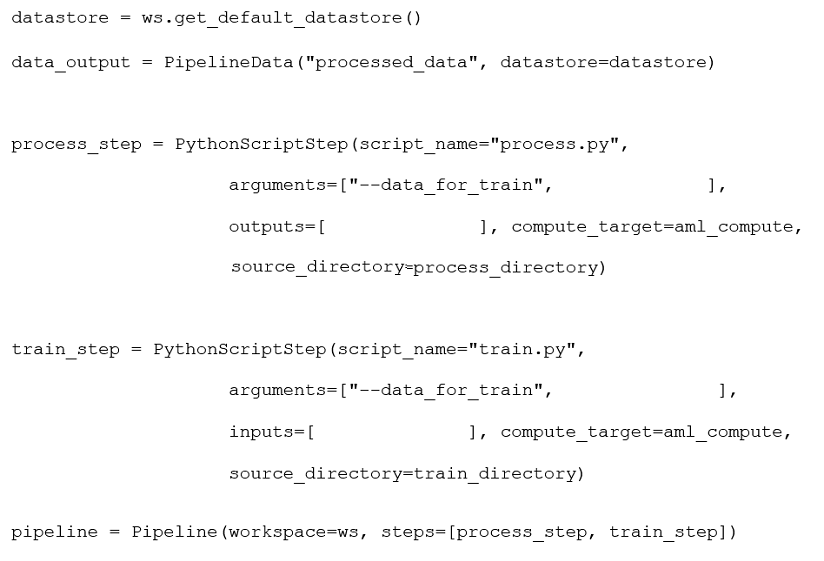 datastore = ws.get_default_datastore()
data_output = PipelineData("processed_data", datastore=datastore)
process_step = PythonScriptStep(script_name="process.py",
arguments=["--data_for_train", ],
outputs=[ ], compute_target=aml_compute,
source_directory=process_directory)
train_step = PythonScriptStep(script_name="train.py",
arguments=["--data_for_train", ],
inputs=[ ], compute_target=aml_compute,
source_directory=train_directory)
pipeline = Pipeline(workspace=ws, steps=[process_step, train_step])